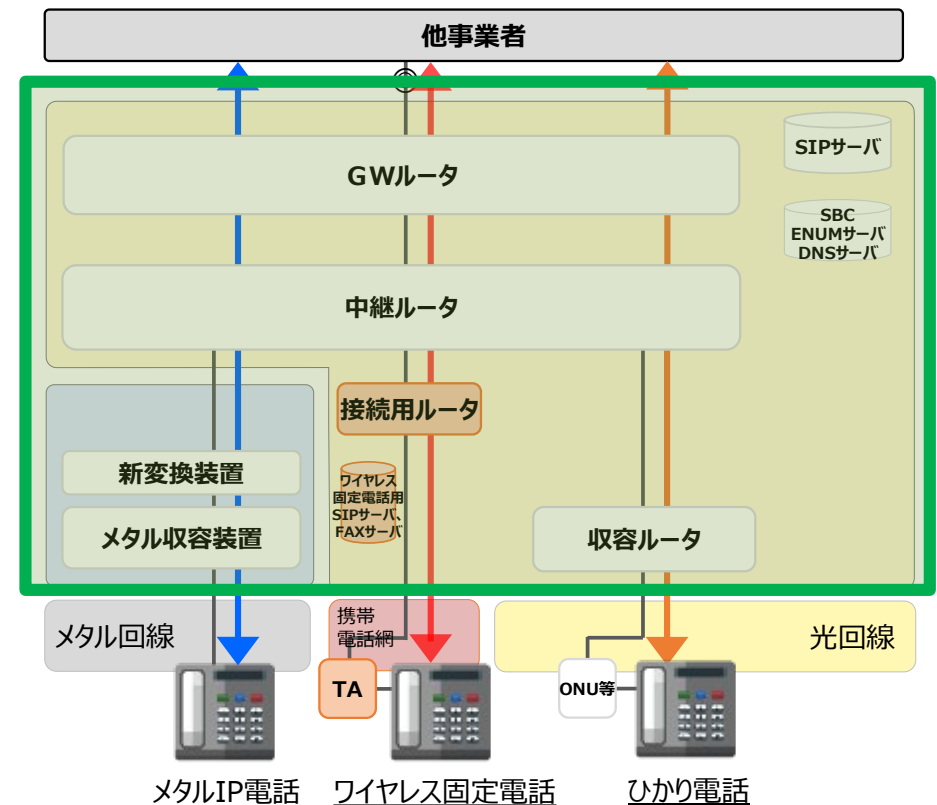 他事業者
GWルータ
SIPサーバ
SBC
ENUMサーバ
DNSサーバ
中継ルータ
接続用ルータ
新変換装置
ワイヤレス
固定電話用
SIPサーバ、
FAXサーバ
メタル収容装置
収容ルータ
メタル回線
携帯
電話網
光回線
TA
ONU等
メタルIP電話
ワイヤレス固定電話
ひかり電話